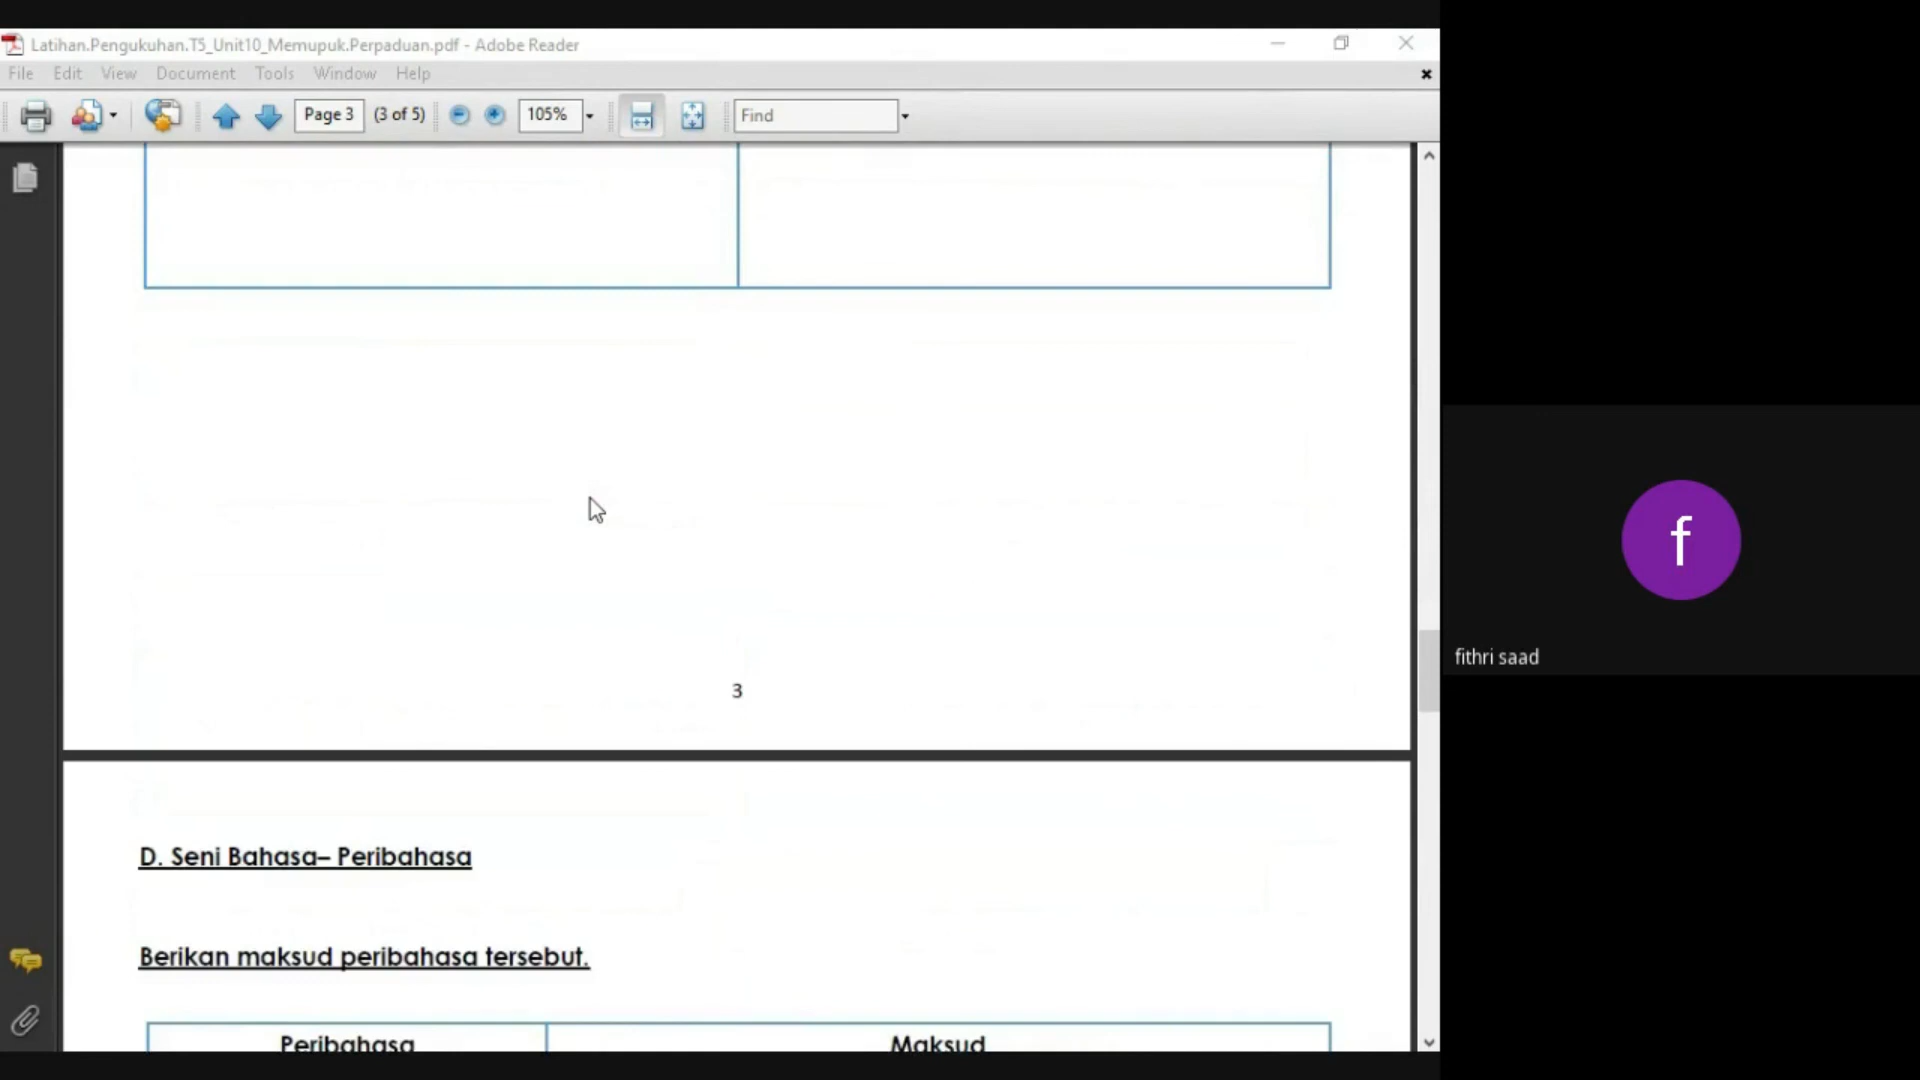 Latihan.Pengukuhan.T5_Unit10_Memupuk.Perpaduan.pdf - Adobe Reader
File Edit View Document Tools Window Help
Page 3 (3 of 5) 105% Find
3
f
fithri saad
D. Seni Bahasa– Peribahasa
Berikan maksud peribahasa tersebut.
Peribahasa Maksud